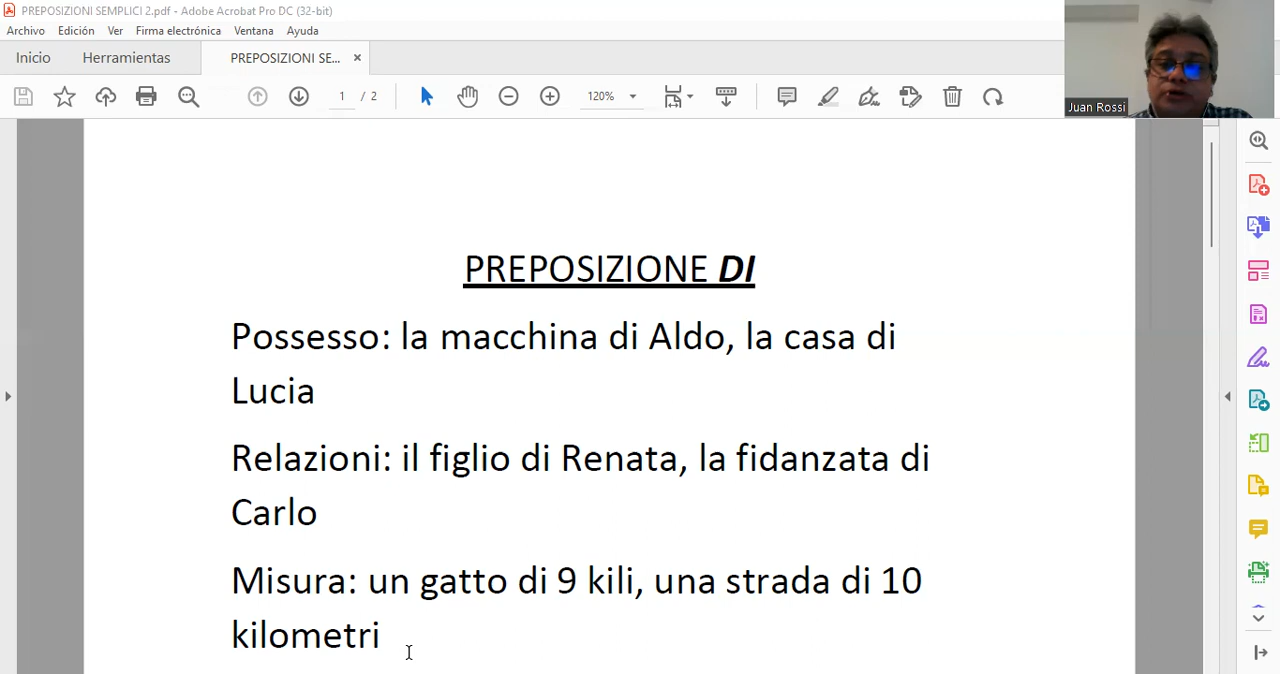 PREPOSIZIONI SEMPLICI 2.pdf - Adobe Acrobat Pro DC (32-bit)
Archivo Edición Ver Firma electrónica Ventana Ayuda
Inicio Herramientas PREPOSIZIONI SE... ×
1 / 2 120%
Juan Rossi
PREPOSIZIONE DI
Possesso: la macchina di Aldo, la casa di
Lucia
Relazioni: il figlio di Renata, la fidanzata di
Carlo
Misura: un gatto di 9 kili, una strada di 10
kilometri